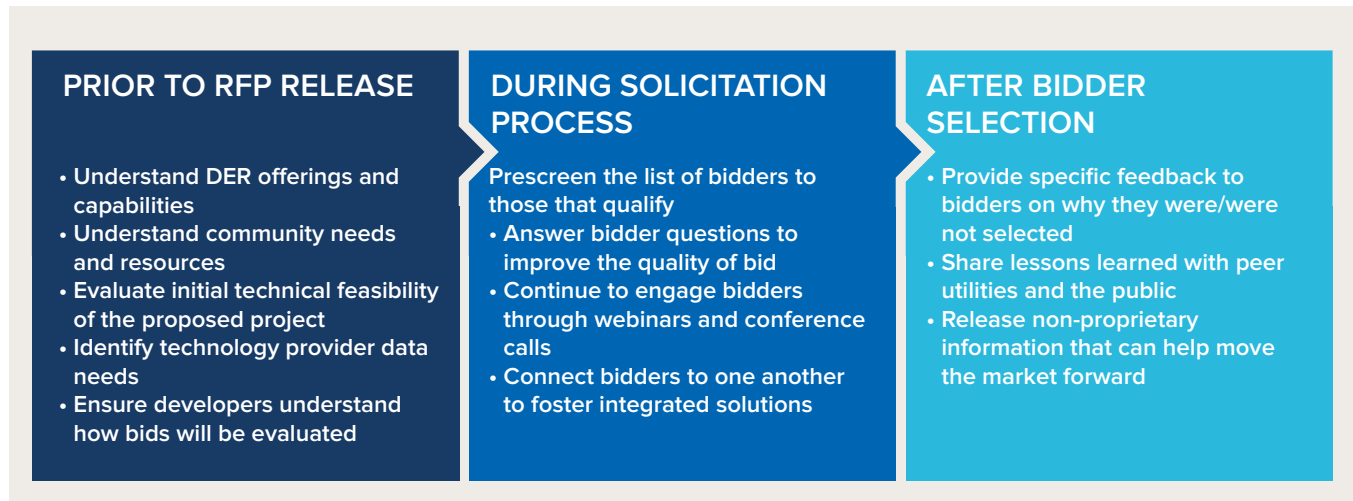 PRIOR TO RFP RELEASE
• Understand DER offerings and
capabilities
• Understand community needs
and resources
• Evaluate initial technical feasibility
of the proposed project
• Identify technology provider data
needs
• Ensure developers understand
how bids will be evaluated
DURING SOLICITATION
PROCESS
Prescreen the list of bidders to
those that qualify
• Answer bidder questions to
improve the quality of bid
• Continue to engage bidders
through webinars and conference
calls
• Connect bidders to one another
to foster integrated solutions
AFTER BIDDER
SELECTION
• Provide specific feedback to
bidders on why they were/were
not selected
• Share lessons learned with peer
utilities and the public
• Release non-proprietary
information that can help move
the market forward